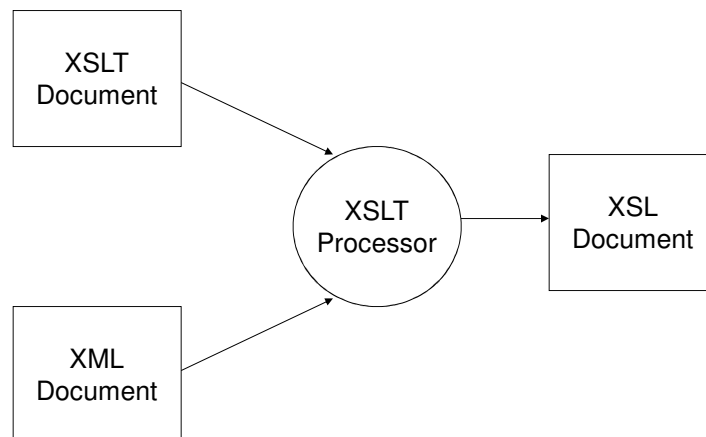 XSLT
Document
XSLT
Processor
XSL
Document
XML
Document